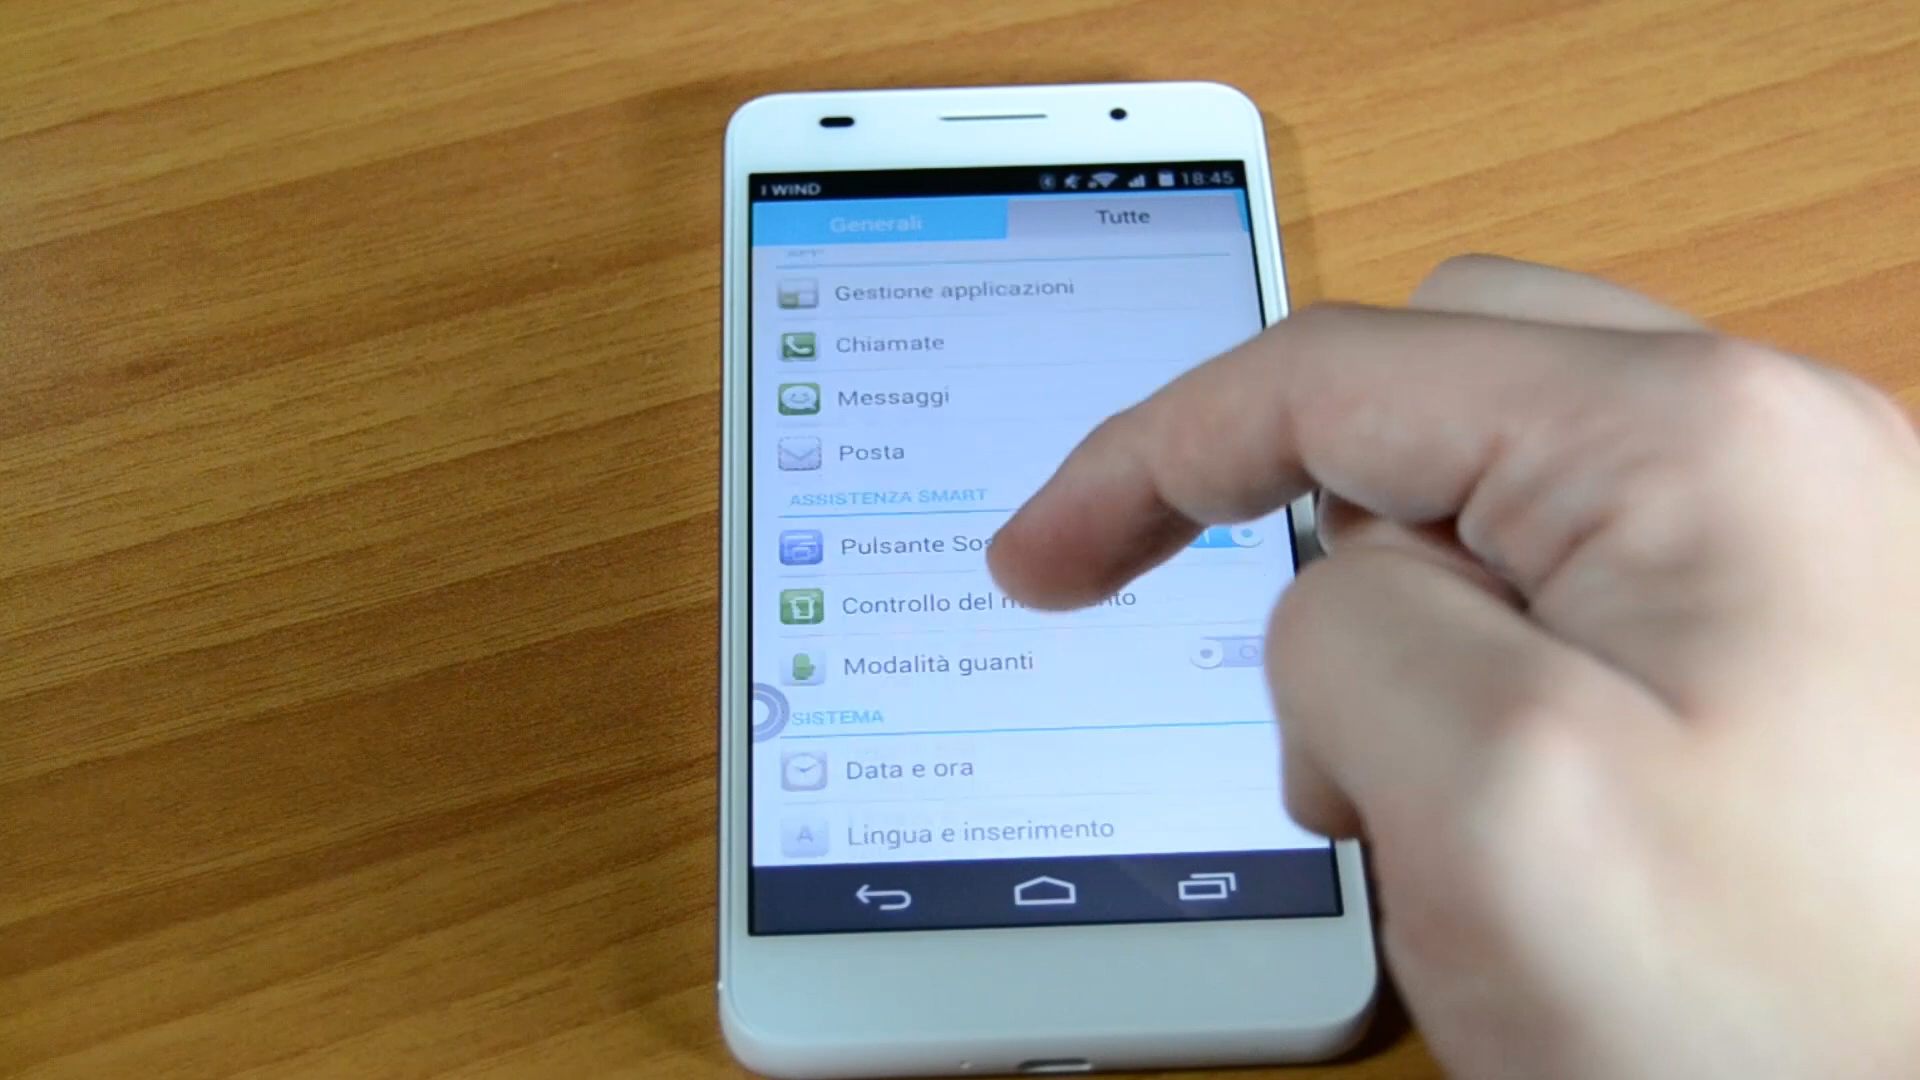 I WIND
18:45
Generali
Tutte
APP
Gestione applicazioni
Chiamate
Messaggi
Posta
ASSISTENZA SMART
Pulsante
Controllo del
Modalità guanti
SISTEMA
Data e ora
A
Lingua e inserimento